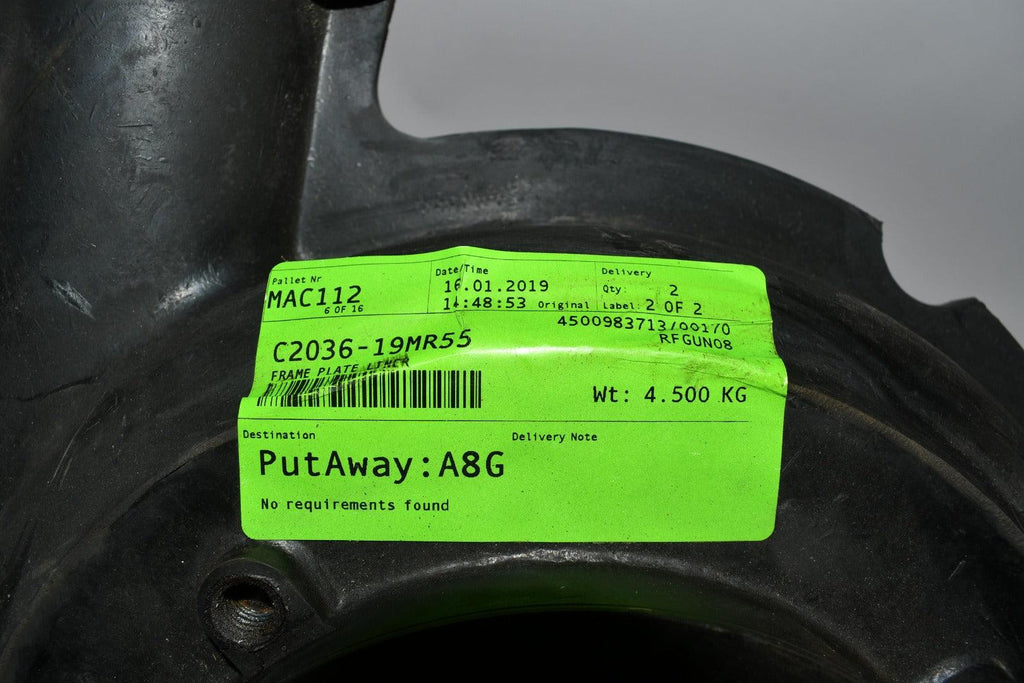 Pallet Nr
MAC112
6 OF 16
Date/Time
16.01.2019
14:48:53 Original
Delivery
Qty: 2
Label: 2 OF 2
C2036-19MR55
4500983713/00170
RFGUN08
FRAME PLATE LINER
Wt: 4.500 KG
Destination
Delivery Note
PutAway:A8G
No requirements found